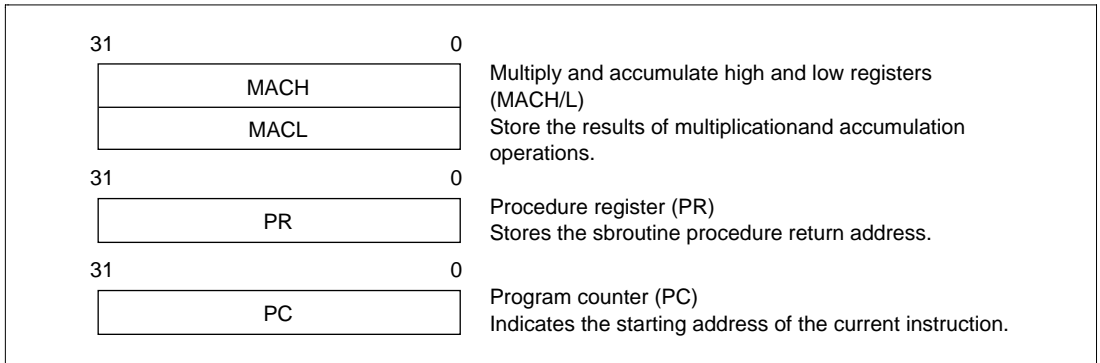 31 0
MACH
MACL
Multiply and accumulate high and low registers
(MACH/L)
Store the results of multiplicationand accumulation
operations.
31 0
PR
Procedure register (PR)
Stores the sbroutine procedure return address.
31 0
PC
Program counter (PC)
Indicates the starting address of the current instruction.